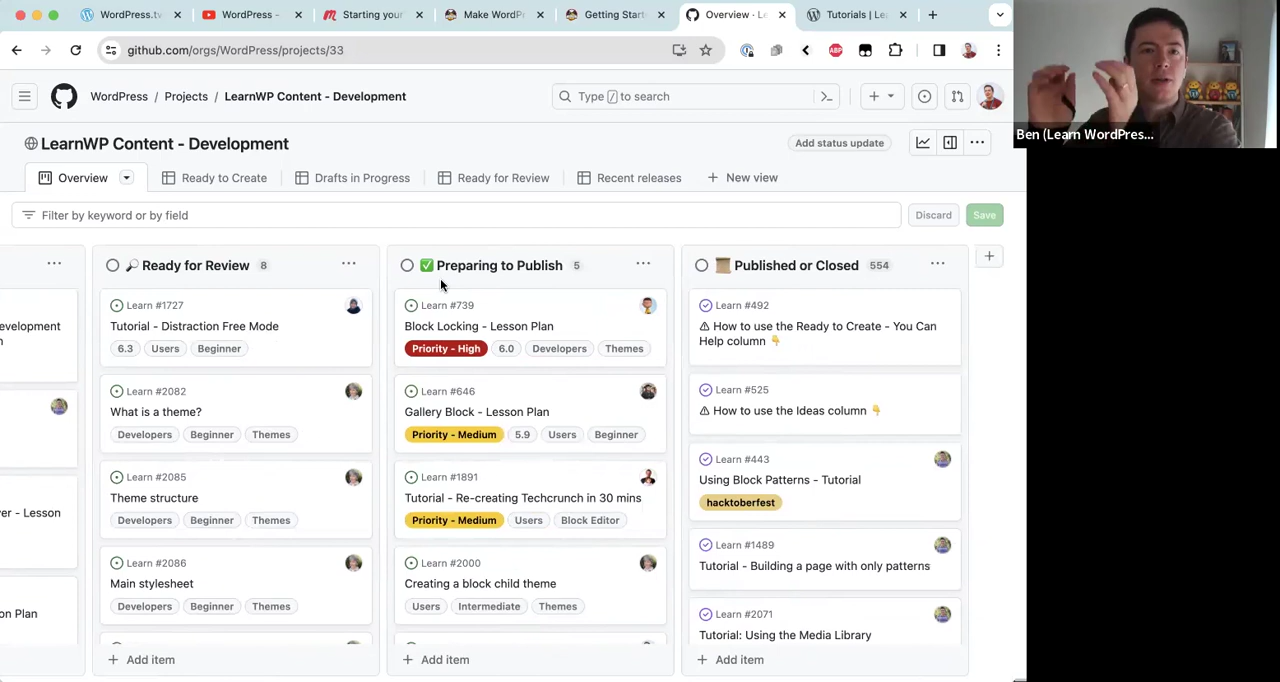 WordPress.tv
WordPress -
Starting your
Make WordPr
Getting Start
Overview · Le
Tutorials | Lea
github.com/orgs/WordPress/projects/33
ABP
WordPress / Projects / LearnWP Content - Development
Type / to search
LearnWP Content - Development
Add status update
Overview
Ready to Create
Drafts in Progress
Ready for Review
Recent releases
New view
Filter by keyword or by field
Discard
Save
evelopment
er - Lesson
on Plan
Ready for Review 8
Learn #1727
Tutorial - Distraction Free Mode
6.3 Users Beginner
Learn #2082
What is a theme?
Developers Beginner Themes
Learn #2085
Theme structure
Developers Beginner Themes
Learn #2086
Main stylesheet
Developers Beginner Themes
Add item
Preparing to Publish 5
Learn #739
Block Locking - Lesson Plan
Priority - High 6.0 Developers Themes
Learn #646
Gallery Block - Lesson Plan
Priority - Medium 5.9 Users Beginner
Learn #1891
Tutorial - Re-creating Techcrunch in 30 mins
Priority - Medium Users Block Editor
Learn #2000
Creating a block child theme
Users Intermediate Themes
Add item
Published or Closed 554
Learn #492
⚠ How to use the Ready to Create - You Can
Help column 👇
Learn #525
⚠ How to use the Ideas column 👇
Learn #443
Using Block Patterns - Tutorial
hacktoberfest
Learn #1489
Tutorial - Building a page with only patterns
Learn #2071
Tutorial: Using the Media Library
Add item
Ben (Learn WordPres...